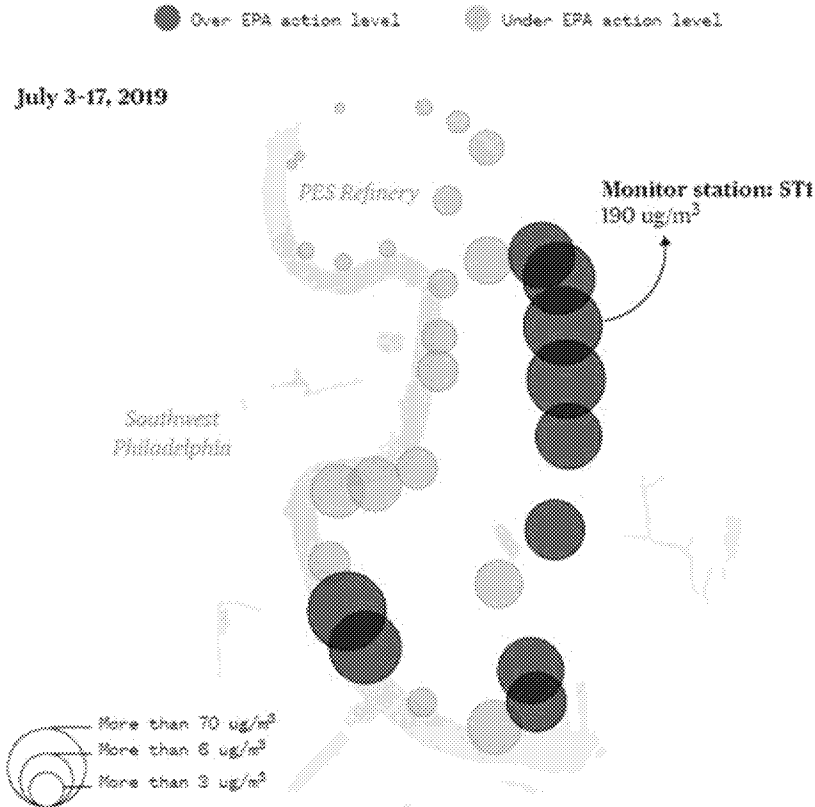 Over EPA action level
Under EPA action level
July 3-17, 2019
PES Refinery
Monitor station: ST1
190 ug/m³
Southwest
Philadelphia
More than 70 ug/m³
More than 6 ug/m³
More than 3 ug/m³